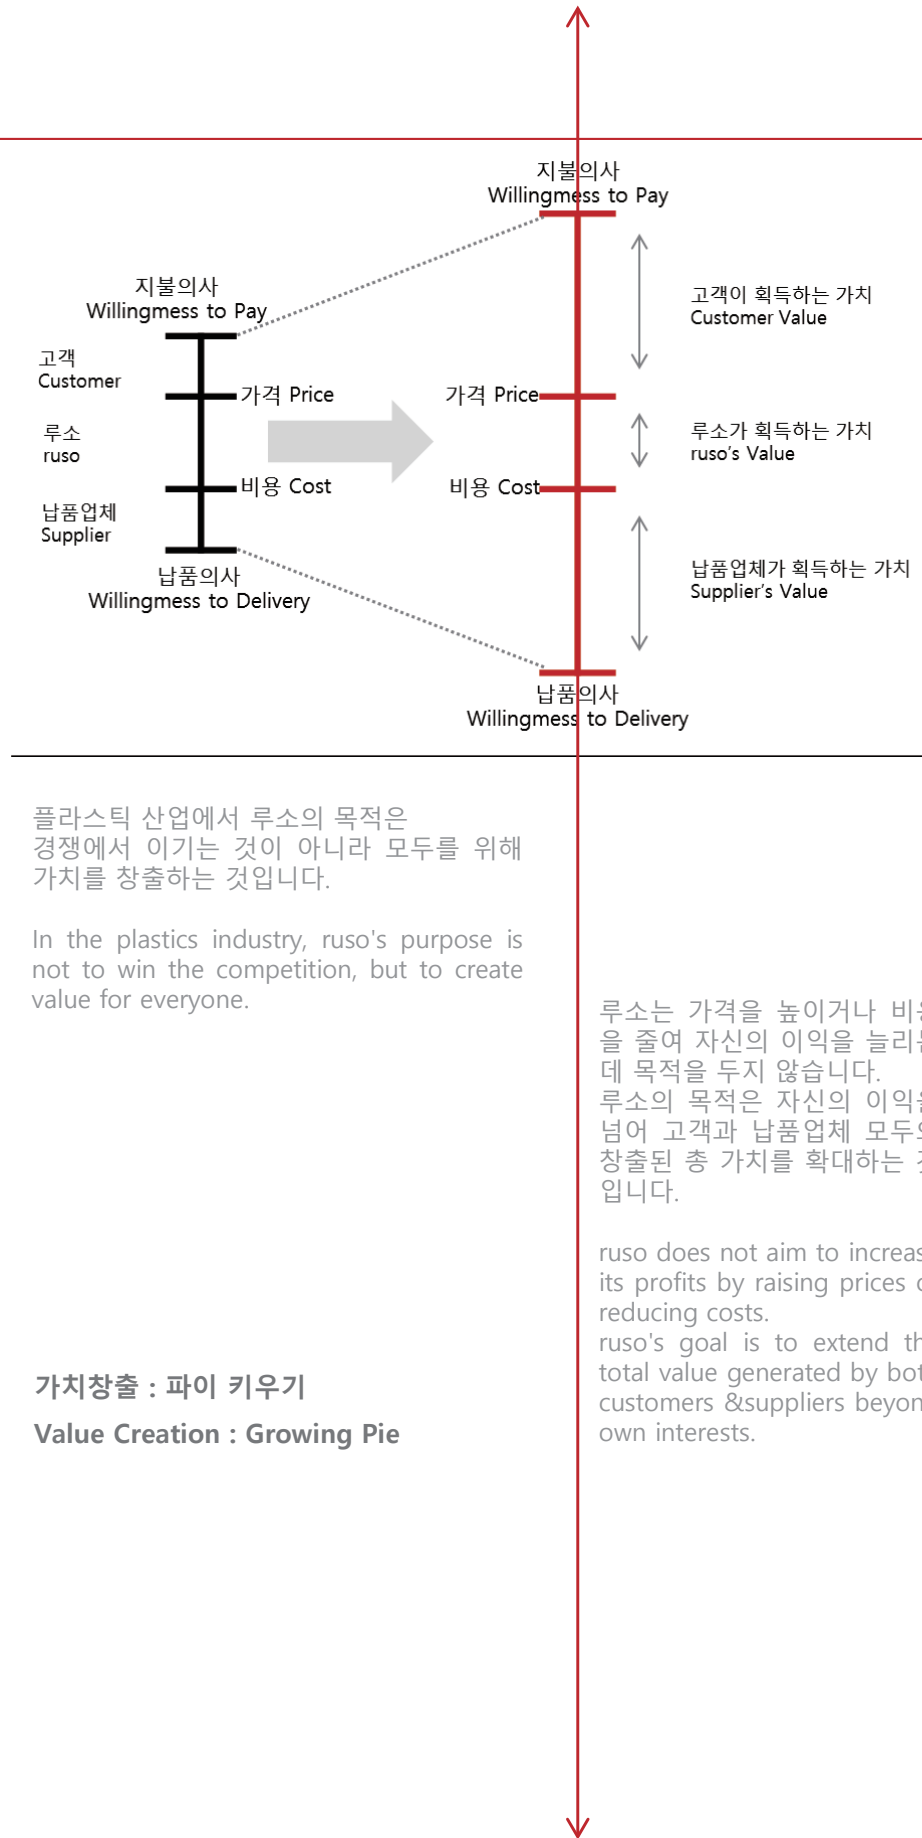 지불의사
Willingmess to Pay
지불의사
Willingmess to Pay
고객
Customer
가격 Price
루소
ruso
비용 Cost
납품업체
Supplier
납품의사
Willingmess to Delivery
고객이 획득하는 가치
Customer Value
가격 Price
루소가 획득하는 가치
ruso's Value
비용 Cost
납품업체가 획득하는 가치
Supplier's Value
납품의사
Willingmess to Delivery
플라스틱 산업에서 루소의 목적은
경쟁에서 이기는 것이 아니라 모두를 위해
가치를 창출하는 것입니다.
In the plastics industry, ruso's purpose is
not to win the competition, but to create
value for everyone.
가치창출 : 파이 키우기
Value Creation : Growing Pie
루소는 가격을 높이거나
을 줄여 자신의 이익을
데 목적을 두지 않습니다.
루소의 목적은 자신의
넘어 고객과 납품업체
창출된 총 가치를 확대하는
입니다.
ruso does not aim to
its profits by raising prices
reducing costs.
ruso's goal is to extend
total value generated by
customers &suppliers
own interests.